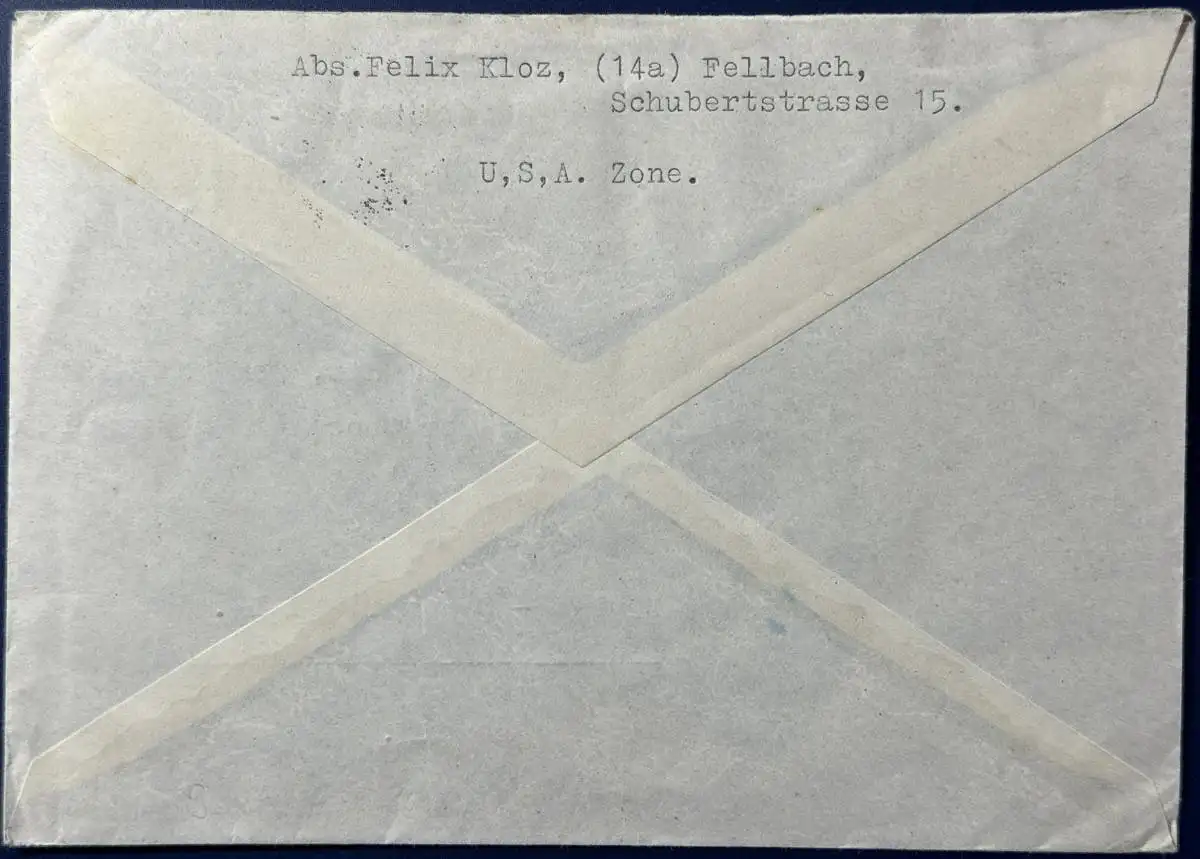 Abs.Felix Kloz, (14a) Fellbach,
Schubertstrasse 15.
U,S,A. Zone.